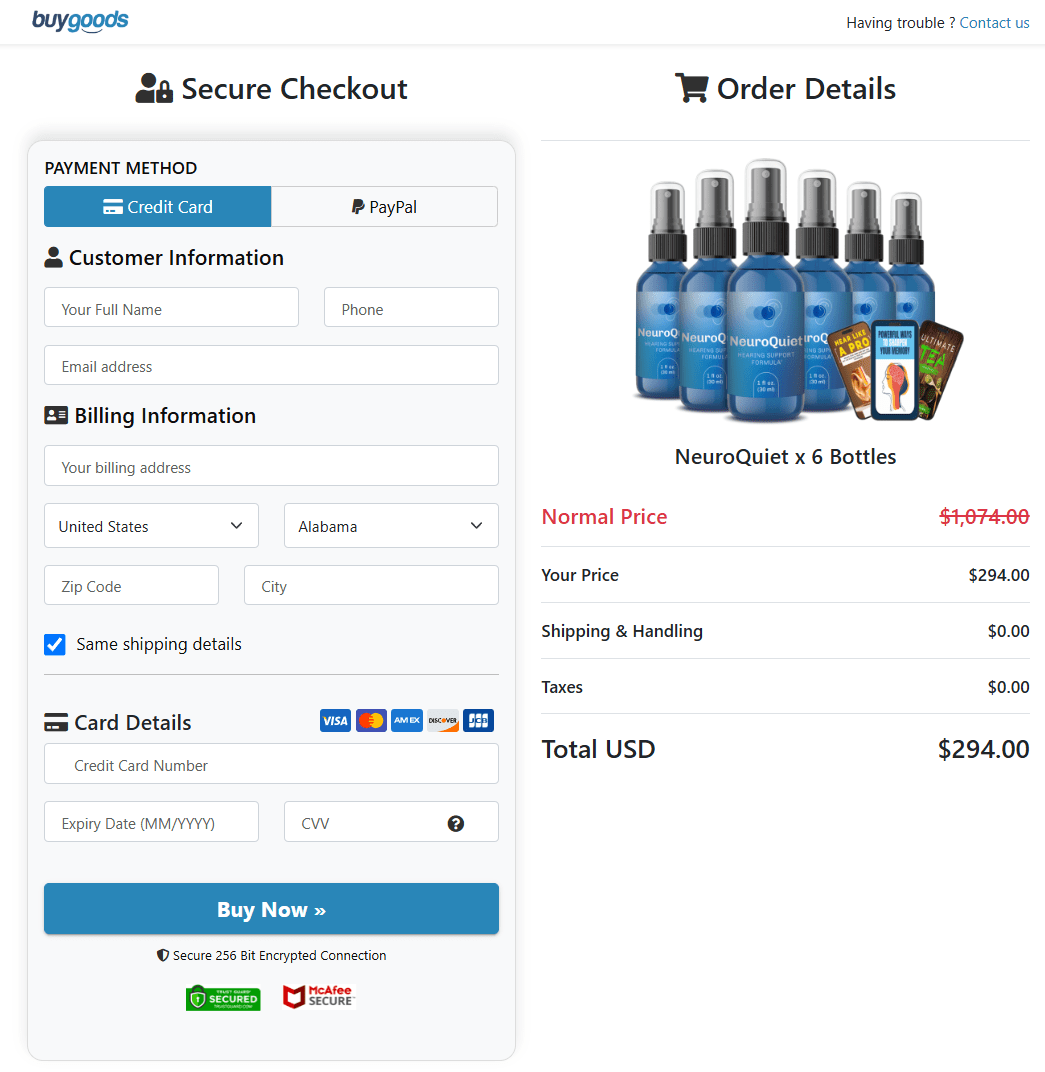 buygoods
Having trouble ? Contact us
Secure Checkout
PAYMENT METHOD
Credit Card
PayPal
Customer Information
Your Full Name
Phone
Email address
Billing Information
Your billing address
United States
Alabama
Zip Code
City
Same shipping details
Card Details
VISA
AM EX
DISCOVER
JCB
Credit Card Number
Expiry Date (MM/YYYY)
CVV
?
Buy Now »
Secure 256 Bit Encrypted Connection
TRUST GUARD
SECURED
TRUSTGUARD.COM
McAfee
SECURE
Order Details
NeuroQuiet
HEARING SUPPORT
FORMULA
1 fl oz.
(30 ml)
HEAR LIKE
A PRO
POWERFUL WAYS
TO SHARPEN
YOUR MEMORY
ULTIMATE
TEA
NeuroQuiet x 6 Bottles
Normal Price $1,074.00
Your Price $294.00
Shipping & Handling $0.00
Taxes $0.00
Total USD $294.00